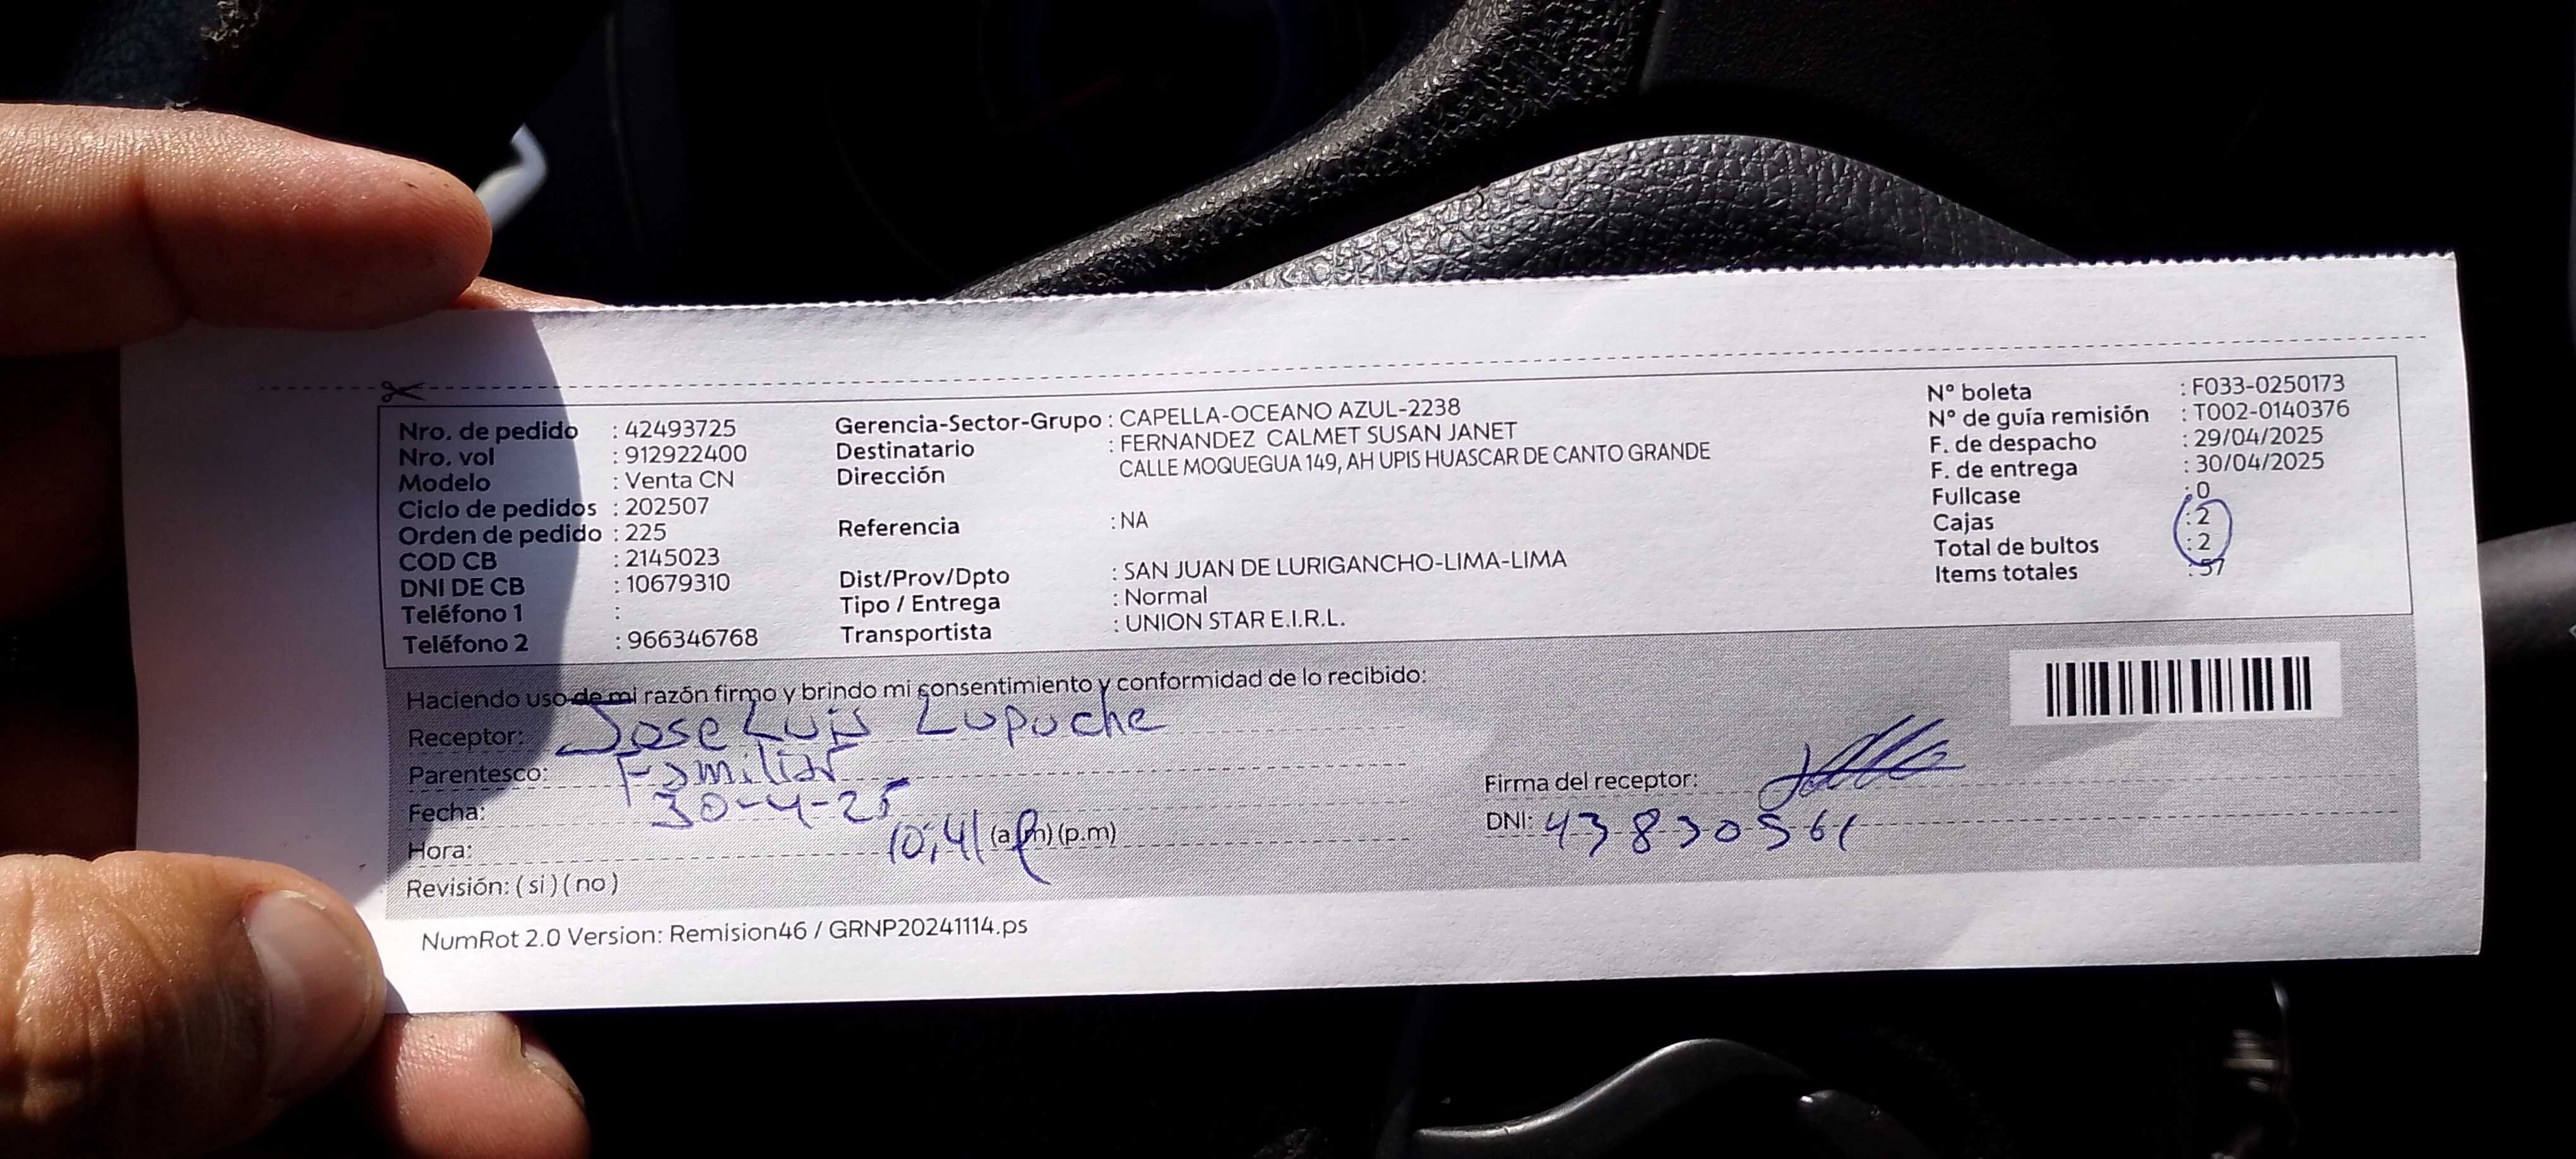 Nro. de pedido : 42493725
Nro. vol : 912922400
Modelo : Venta CN
Ciclo de pedidos : 202507
Orden de pedido : 225
COD CB : 2145023
DNI DE CB : 10679310
Teléfono 1 :
Teléfono 2 : 966346768
Gerencia-Sector-Grupo : CAPELLA-OCEANO AZUL-2238
Destinatario : FERNANDEZ CALMET SUSAN JANET
Dirección CALLE MOQUEGUA 149, AH UPIS HUASCAR DE CANTO GRANDE
Referencia : NA
Dist/Prov/Dpto : SAN JUAN DE LURIGANCHO-LIMA-LIMA
Tipo / Entrega : Normal
Transportista : UNION STAR E.I.R.L.
N° boleta : F033-0250173
N° de guía remisión : T002-0140376
F. de despacho : 29/04/2025
F. de entrega : 30/04/2025
Fullcase : 0
Cajas : 2
Total de bultos : 2
Items totales : 57
Haciendo uso de mi razón firmo y brindo mi consentimiento y conformidad de lo recibido:
Receptor: Jose Luis Lupuche
Parentesco: Familiar
Fecha: 30-4-25
Hora: 10:41 (a.m) (p.m)
Revisión: ( si ) ( no )
Firma del receptor:
DNI: 43830561
NumRot 2.0 Version: Remision46 / GRNP20241114.ps